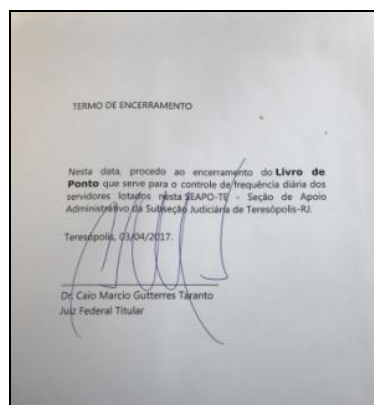 TERMO DE ENCERRAMENTO
Nesta data, procedo ao encerramento do Livro de
Ponto que serve para o controle de frequência diária dos
servidores lotados nesta SEAPO-TE - Seção de Apoio
Administrativo da Subseção Judiciária de Teresópolis-RJ.
Teresópolis, 03/04/2017.
Dr. Caio Marcio Gutterres Taranto
Juiz Federal Titular